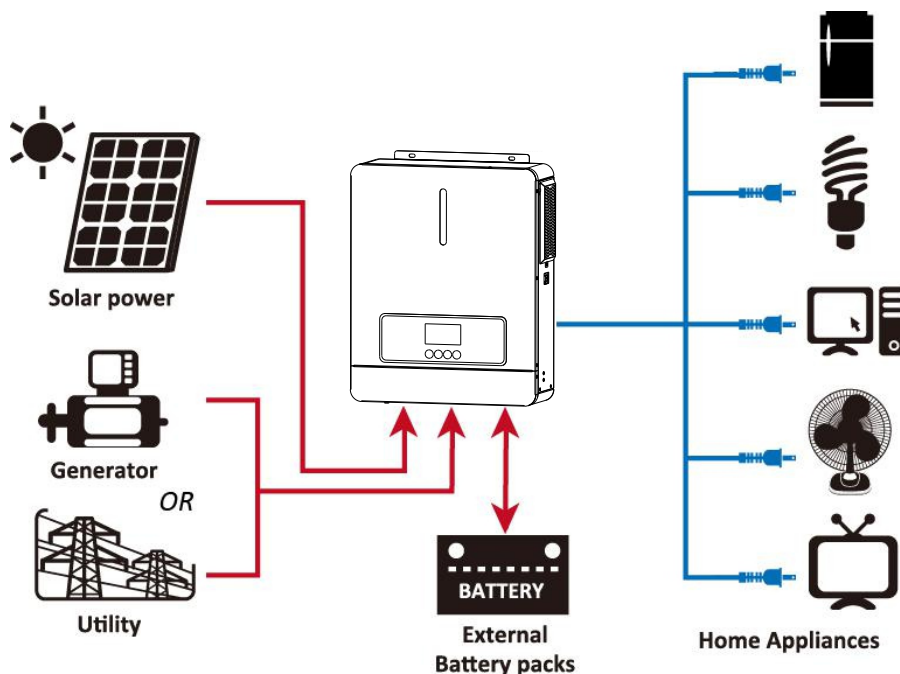 Solar power
Generator
OR
Utility
BATTERY
External
Battery packs
Home Appliances